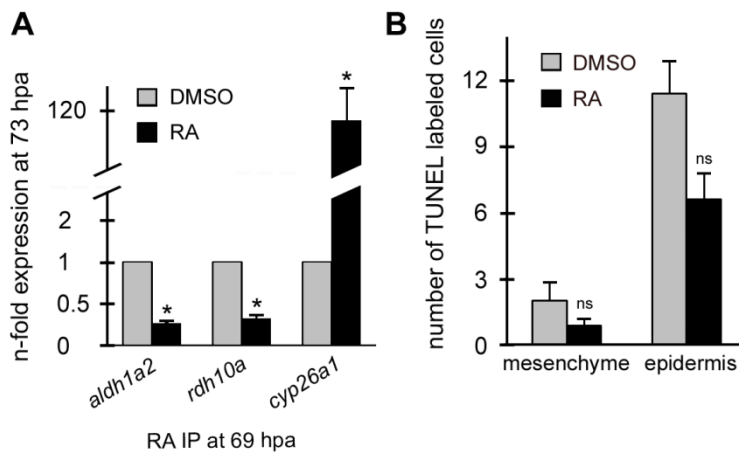 A
n-fold expression at 73 hpa
120
2
1
0.5
0
DMSO
RA
*
*
*
aldh1a2
rdh10a
cyp26a1
RA IP at 69 hpa
B
number of TUNEL labeled cells
12
9
6
3
0
DMSO
RA
ns
ns
mesenchyme
epidermis